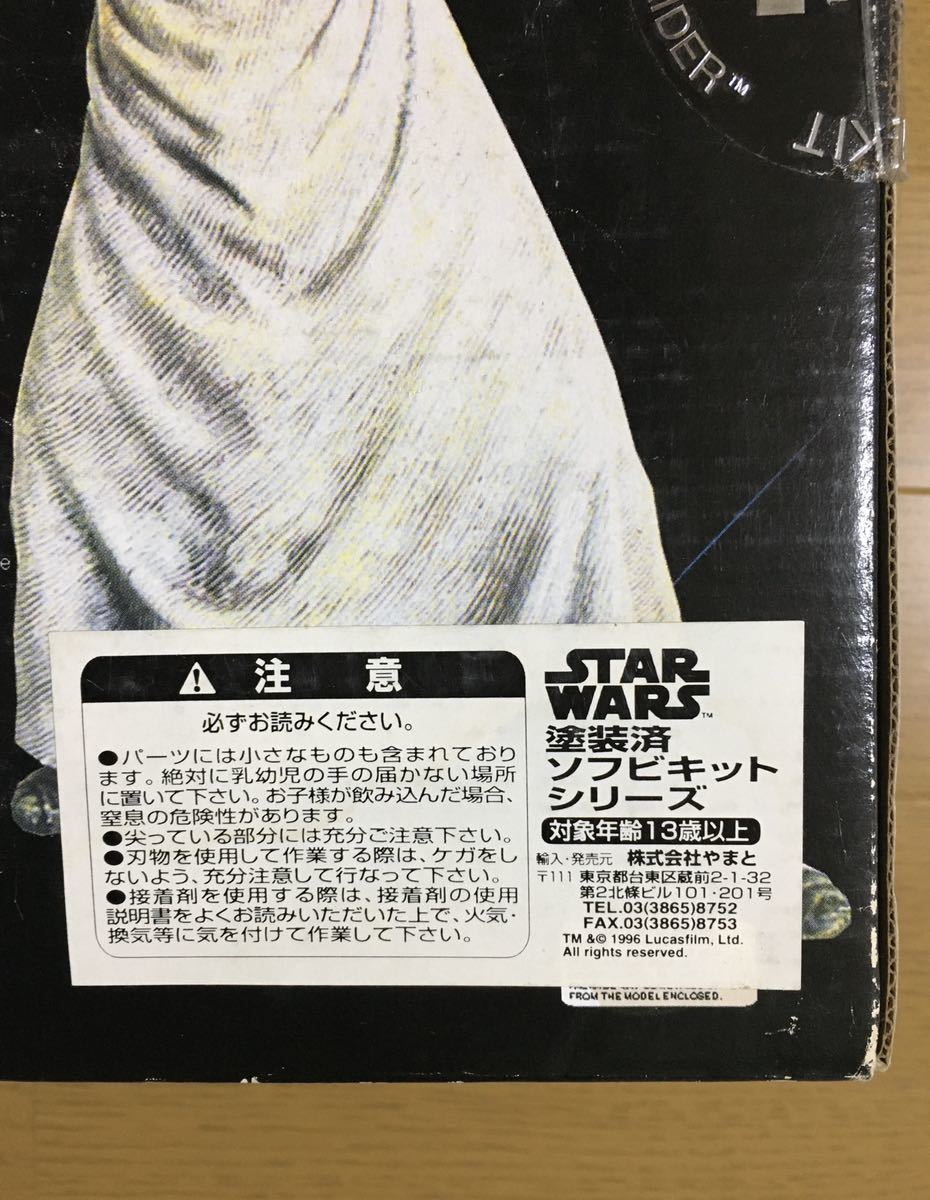 IDER™
KIT
e
注意
必ずお読みください。
●パーツには小さなものも含まれており
ます。絶対に乳幼児の手の届かない場所
に置いて下さい。お子様が飲み込んだ場合、
窒息の危険性があります。
●尖っている部分には充分ご注意下さい。
●刃物を使用して作業する際は、ケガをし
ないよう、充分注意して行なって下さい。
●接着剤を使用する際は、接着剤の使用
説明書をよくお読みいただいた上で、火気・
換気等に気を付けて作業して下さい。
STAR
WARS™
塗装済
ソフビキット
シリーズ
対象年齢13歳以上
輸入・発売元 株式会社やまと
〒111 東京都台東区蔵前2-1-32
第2北條ビル101・201号
TEL.03(3865)8752
FAX.03(3865)8753
TM &© 1996 Lucasfilm, Ltd.
All rights reserved.
FROM THE MODEL ENCLOSED.